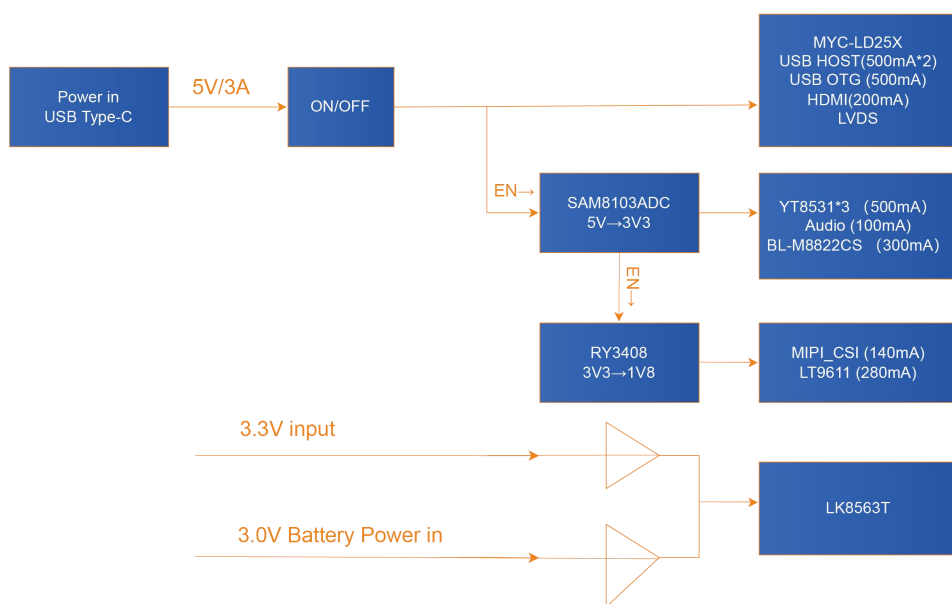 MYC-LD25X
USB HOST(500mA*2)
USB OTG (500mA)
HDMI(200mA)
LVDS
Power in
USB Type-C
5V/3A
ON/OFF
EN→
SAM8103ADC
5V→3V3
YT8531*3 (500mA)
Audio (100mA)
BL-M8822CS (300mA)
EN→
RY3408
3V3→1V8
MIPI_CSI (140mA)
LT9611 (280mA)
3.3V input
3.0V Battery Power in
LK8563T